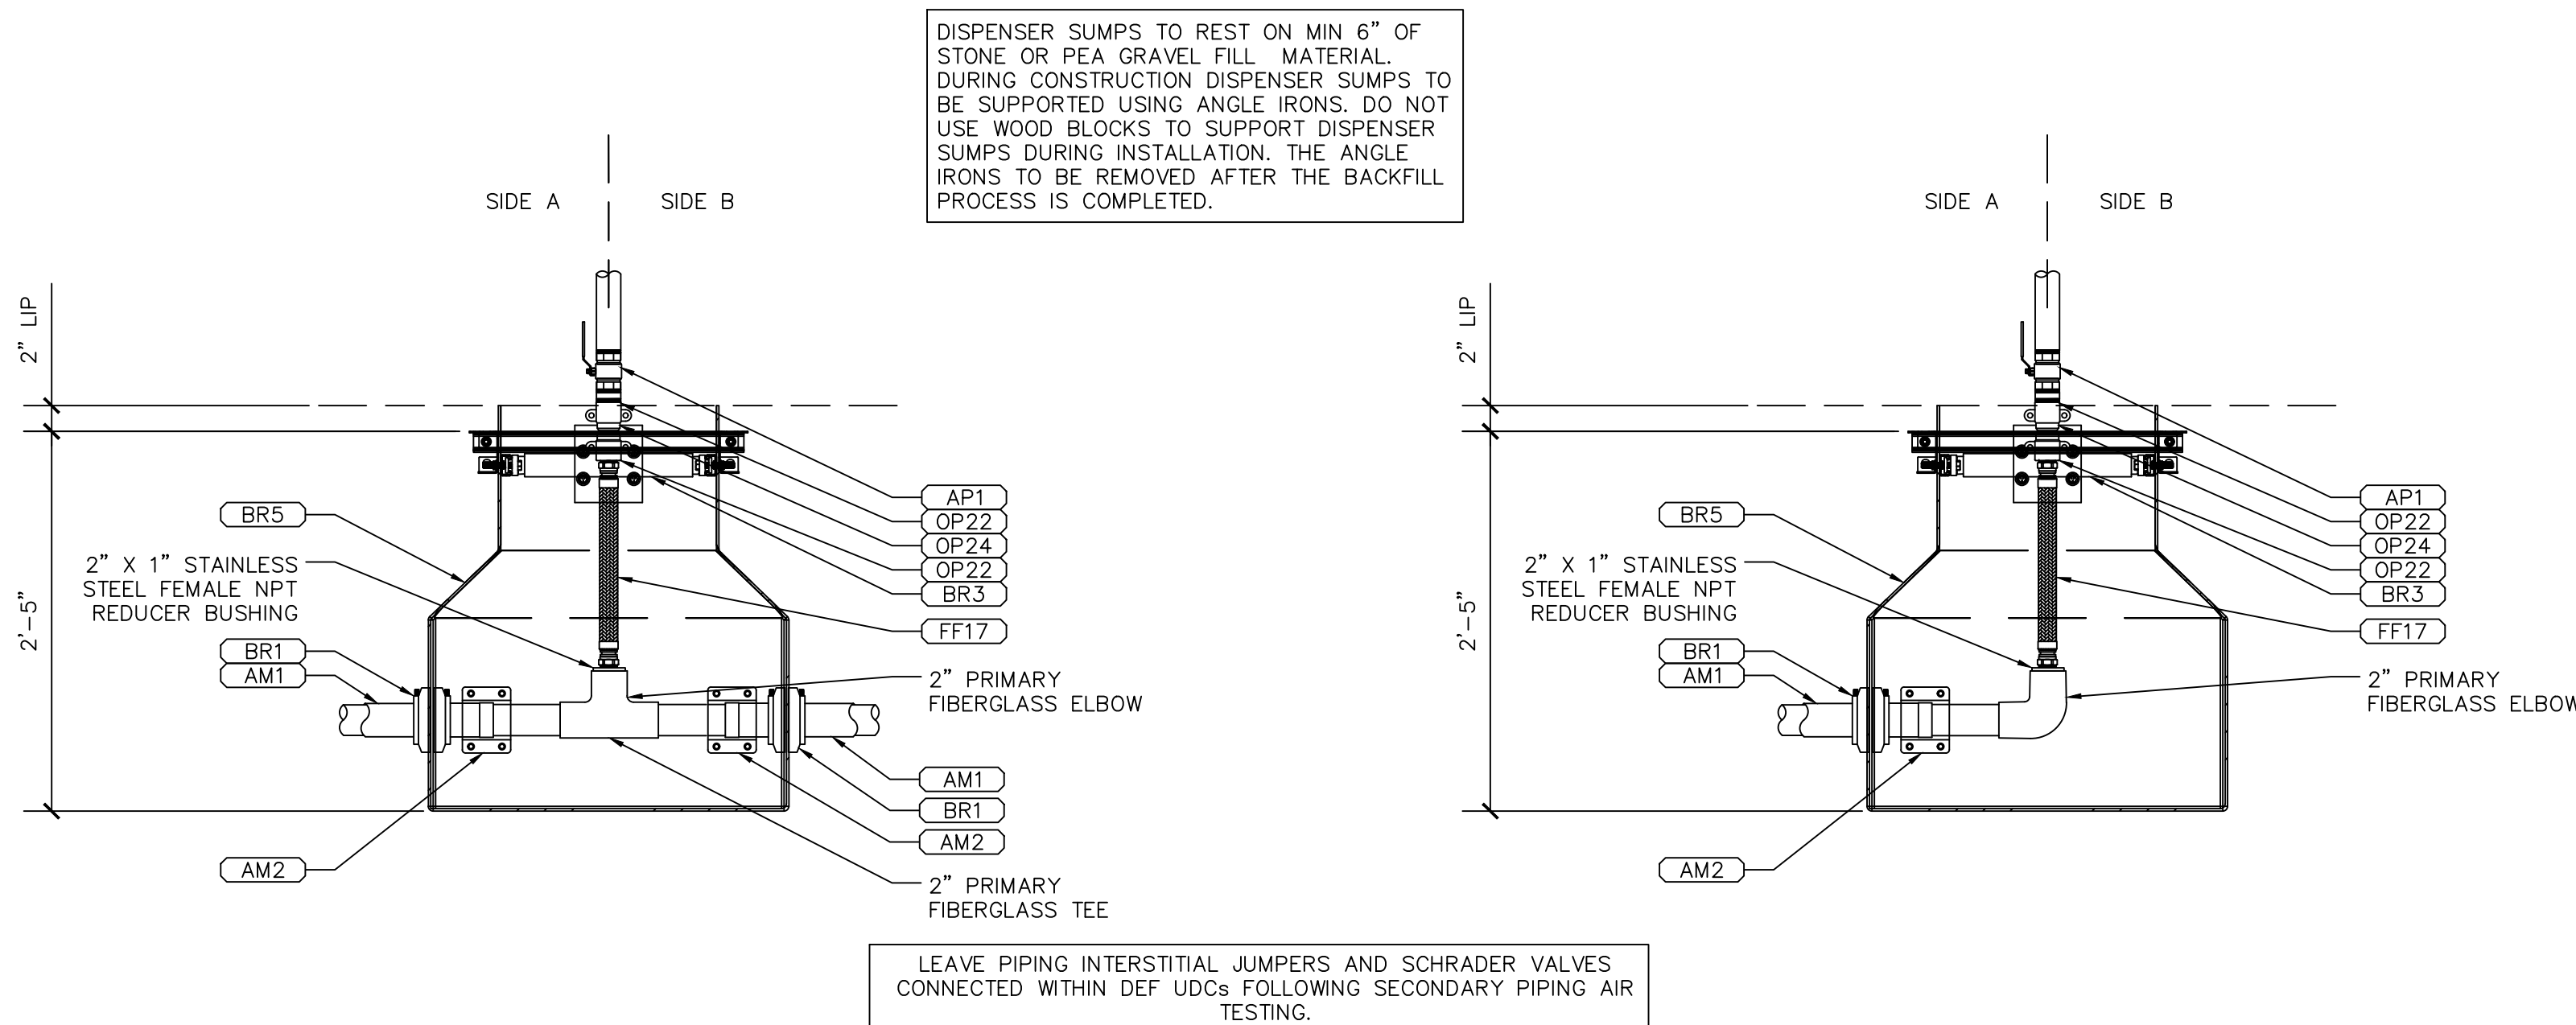 DISPENSER SUMPS TO REST ON MIN 6” OF
STONE OR PEA GRAVEL FILL MATERIAL.
DURING CONSTRUCTION DISPENSER SUMPS TO
BE SUPPORTED USING ANGLE IRONS. DO NOT
USE WOOD BLOCKS TO SUPPORT DISPENSER
SUMPS DURING INSTALLATION. THE ANGLE
IRONS TO BE REMOVED AFTER THE BACKFILL
PROCESS IS COMPLETED.
SIDE A
SIDE B
2” LIP
2’-5”
BR5
2” X 1” STAINLESS
STEEL FEMALE NPT
REDUCER BUSHING
BR1
AM1
AM2
AP1
OP22
OP24
OP22
BR3
FF17
2” PRIMARY
FIBERGLASS ELBOW
AM1
BR1
AM2
2” PRIMARY
FIBERGLASS TEE
SIDE A
SIDE B
2” LIP
2’-5”
BR5
2” X 1” STAINLESS
STEEL FEMALE NPT
REDUCER BUSHING
BR1
AM1
AM2
AP1
OP22
OP24
OP22
BR3
FF17
2” PRIMARY
FIBERGLASS ELBOW
LEAVE PIPING INTERSTITIAL JUMPERS AND SCHRADER VALVES
CONNECTED WITHIN DEF UDCs FOLLOWING SECONDARY PIPING AIR
TESTING.